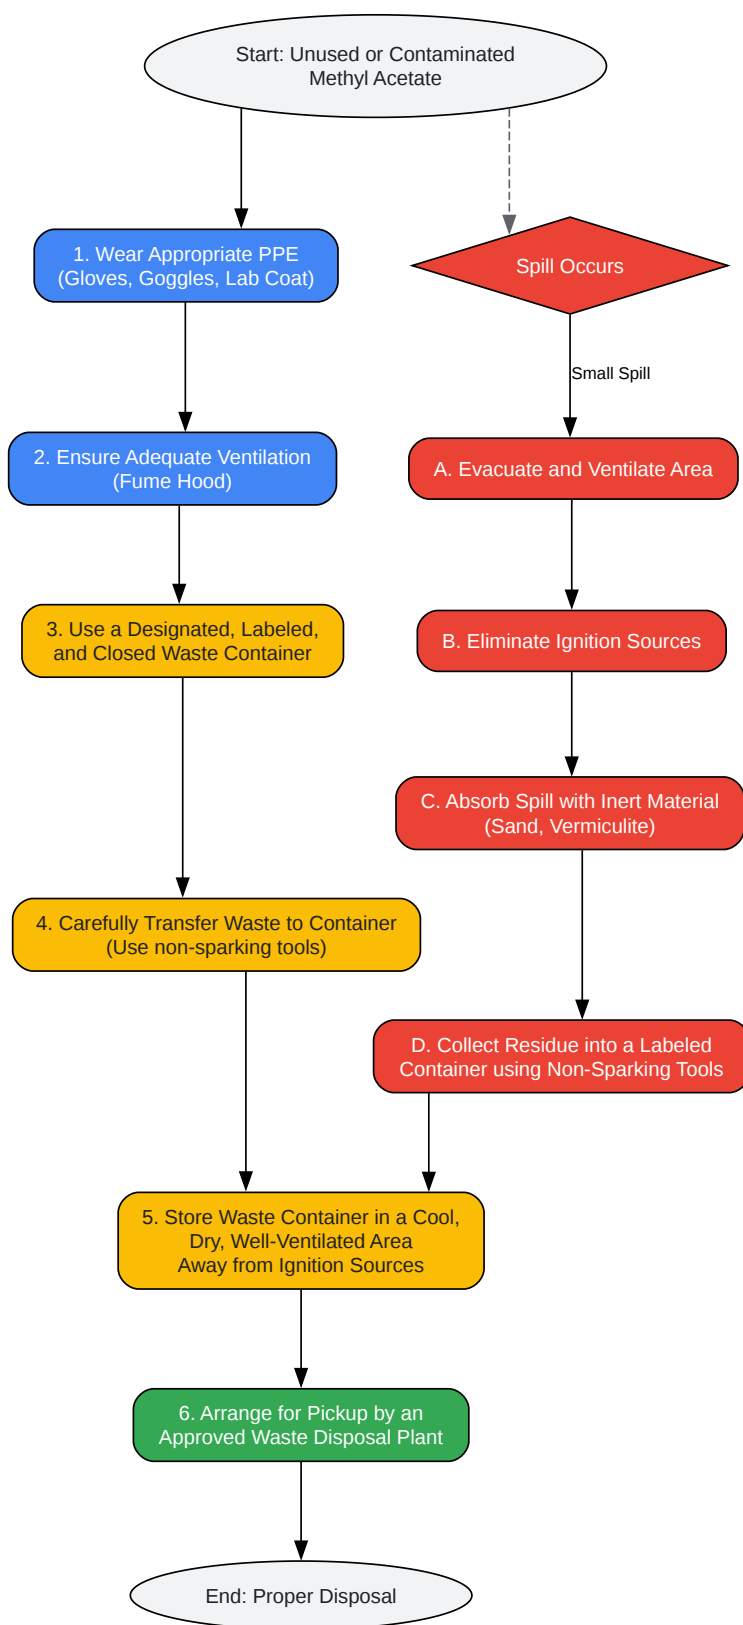 Start: Unused or Contaminated
Methyl Acetate
1. Wear Appropriate PPE
(Gloves, Goggles, Lab Coat)
Spill Occurs
Small Spill
2. Ensure Adequate Ventilation
(Fume Hood)
A. Evacuate and Ventilate Area
3. Use a Designated, Labeled,
and Closed Waste Container
B. Eliminate Ignition Sources
C. Absorb Spill with Inert Material
(Sand, Vermiculite)
4. Carefully Transfer Waste to Container
(Use non-sparking tools)
D. Collect Residue into a Labeled
Container using Non-Sparking Tools
5. Store Waste Container in a Cool,
Dry, Well-Ventilated Area
Away from Ignition Sources
6. Arrange for Pickup by an
Approved Waste Disposal Plant
End: Proper Disposal